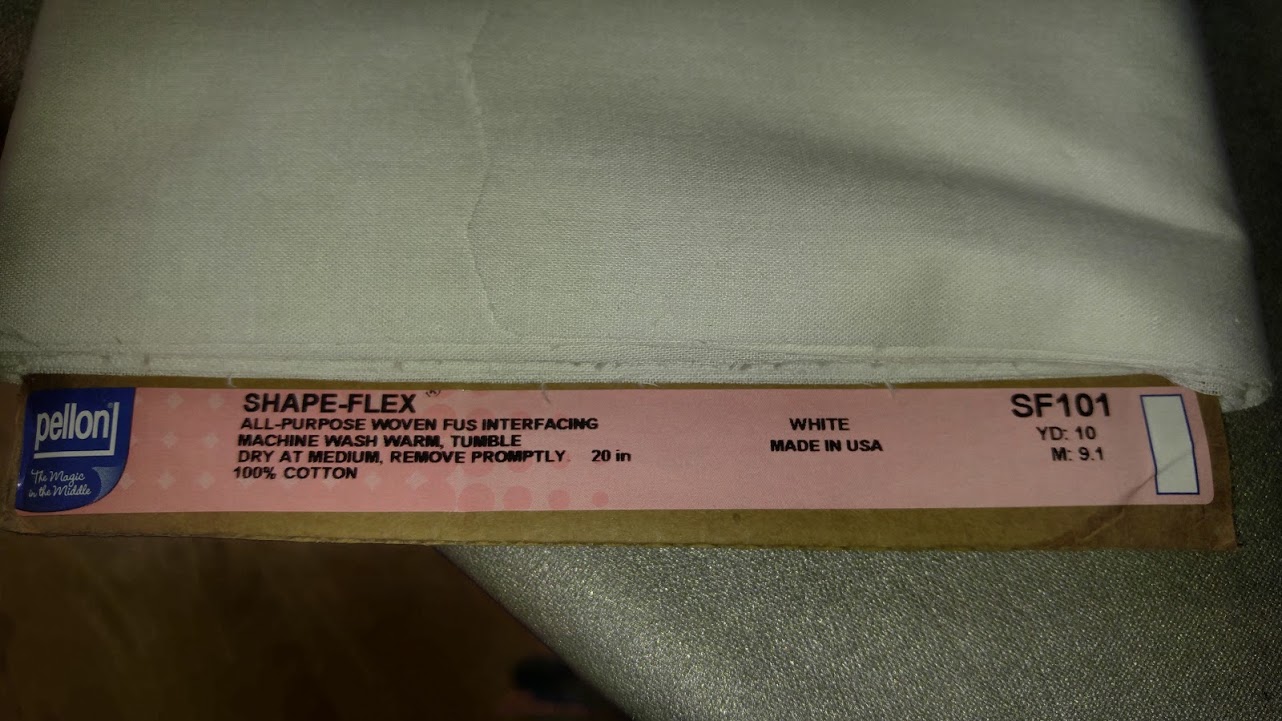 pellon
The Magic
in the Middle
SHAPE-FLEX
ALL-PURPOSE WOVEN FUS INTERFACING
MACHINE WASH WARM, TUMBLE
DRY AT MEDIUM, REMOVE PROMPTLY. 20 in
100% COTTON
WHITE
MADE IN USA
SF101
YD: 10
M: 9.1